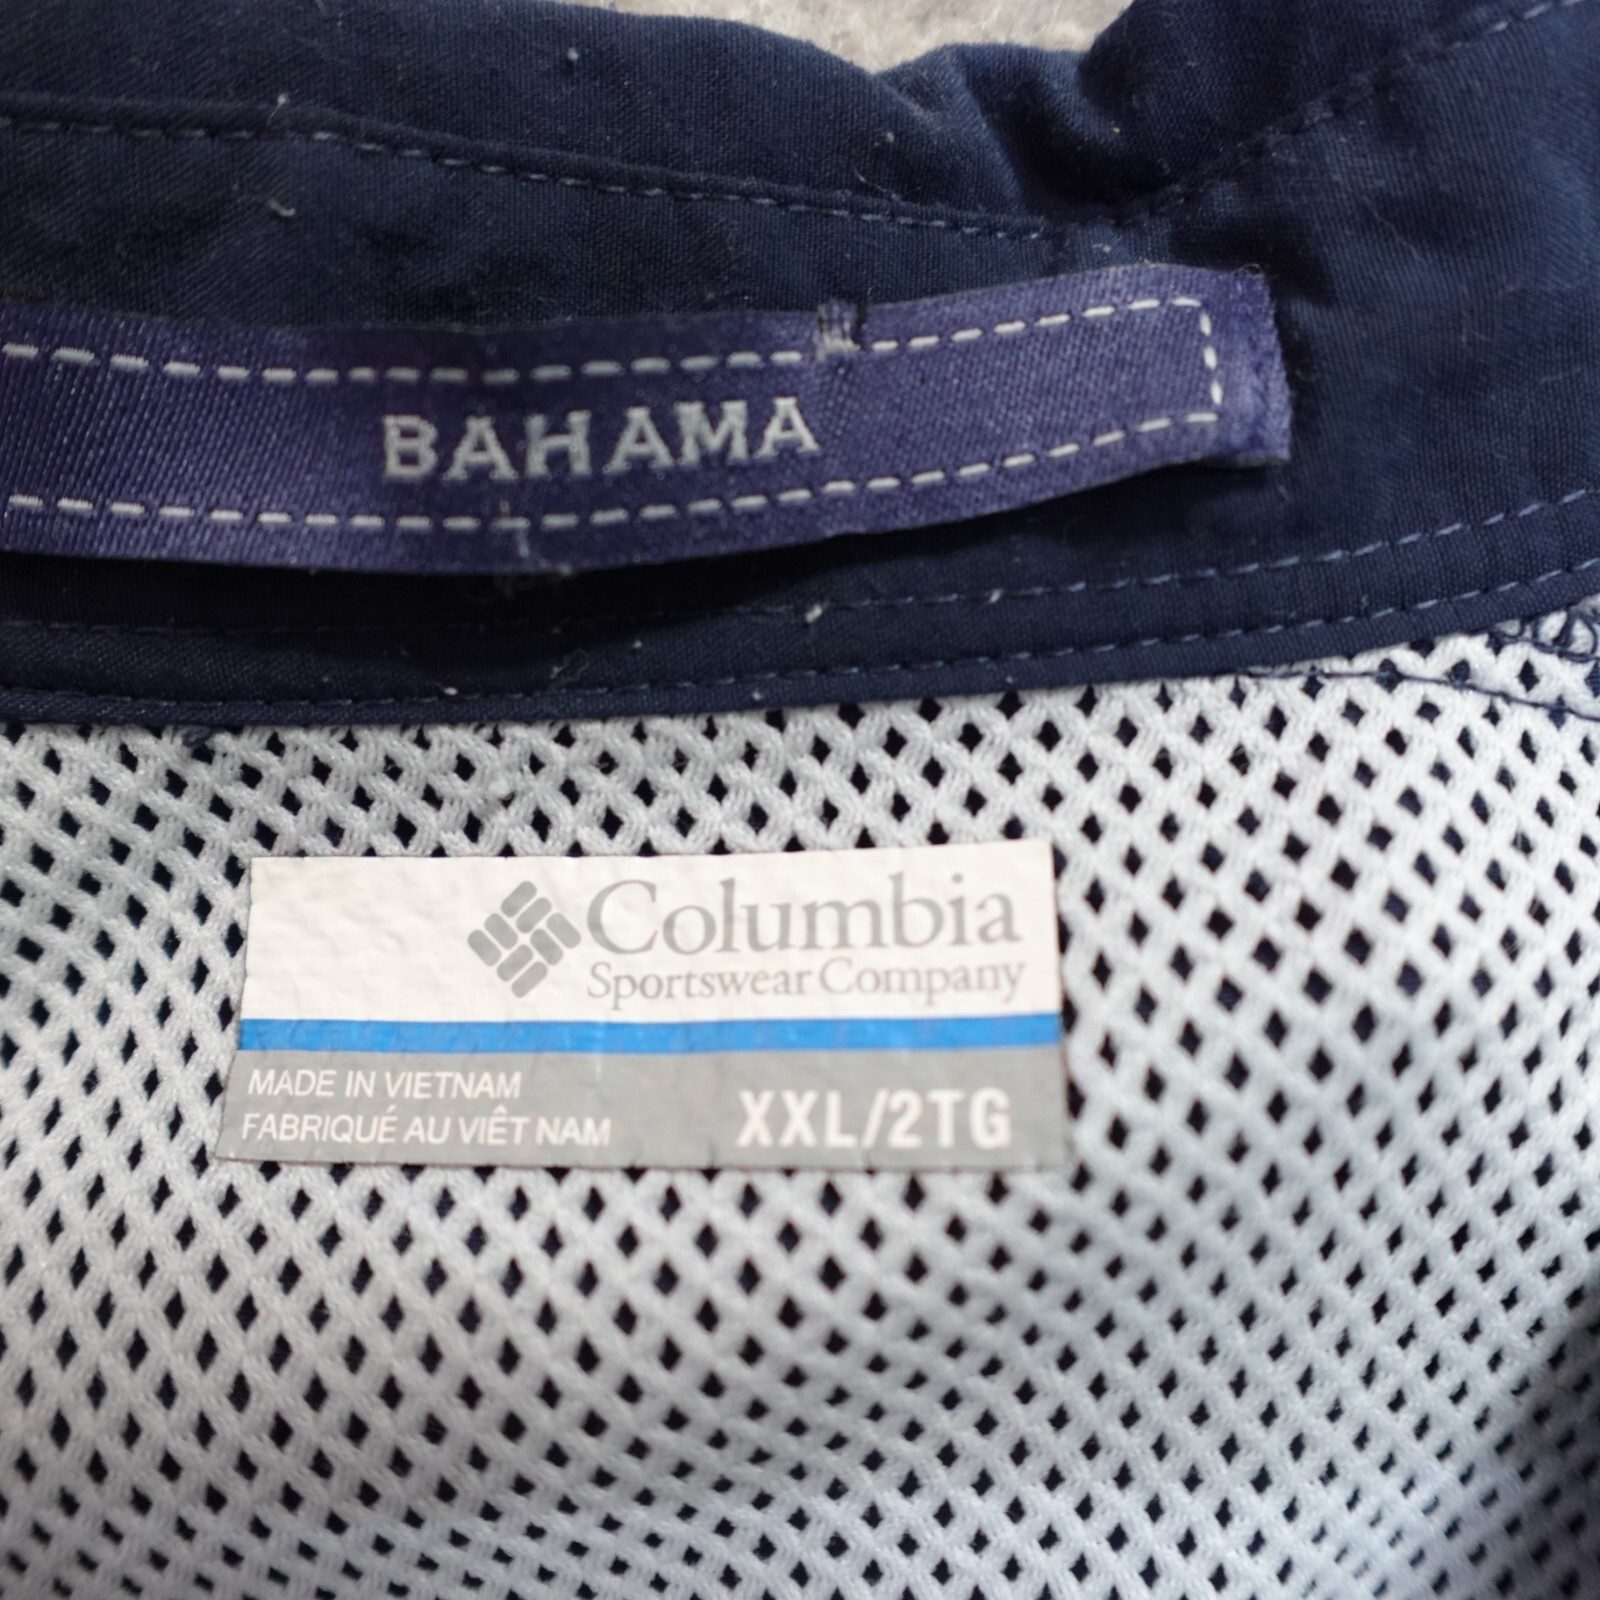 BAHAMA
Columbia
Sportswear Company
MADE IN VIETNAM
FABRIQUÉ AU VIÊT NAM
XXL/2TG